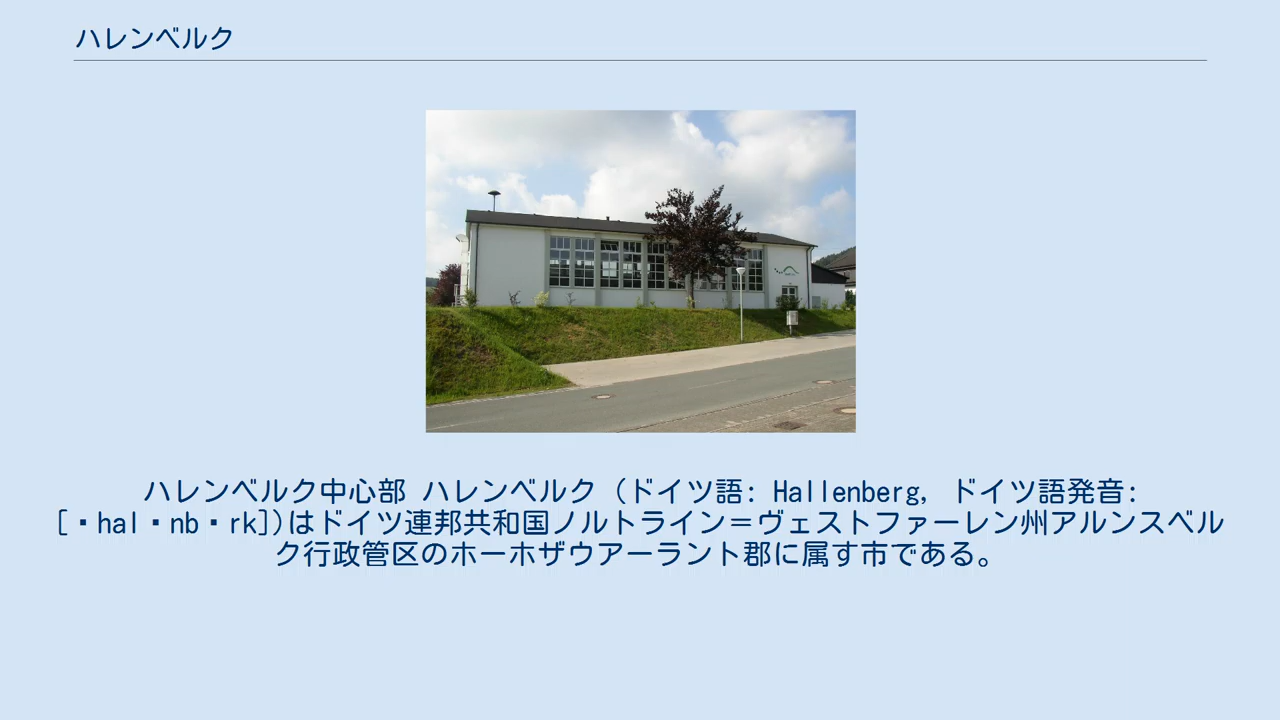 ハレンベルク
ハレンベルク中心部 ハレンベルク (ドイツ語: Hallenberg, ドイツ語発音:
[・hal・nb・rk])はドイツ連邦共和国ノルトライン＝ヴェストファーレン州アルンスベル
ク行政管区のホーホザウアーラント郡に属す市である。